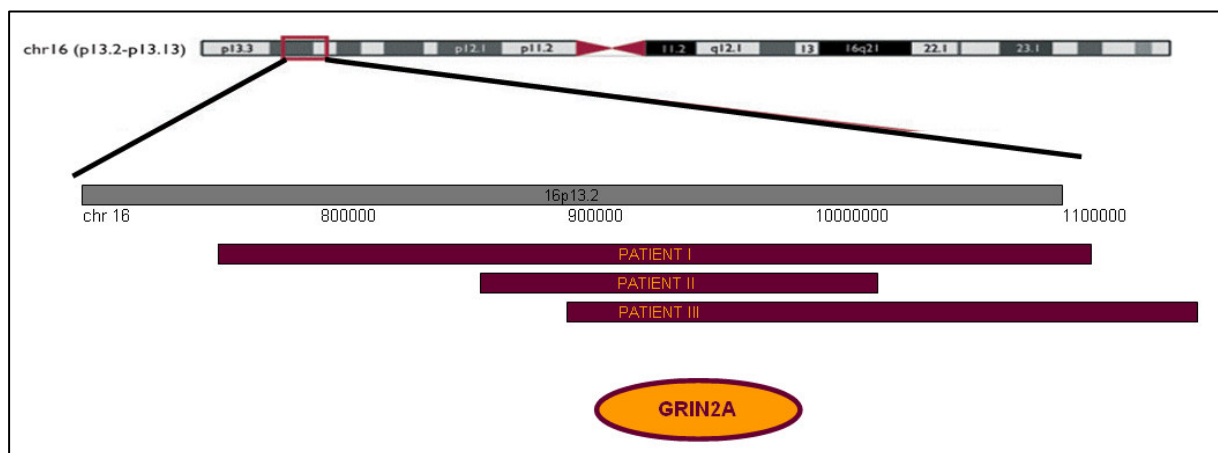 chr16 (p13.2-p13.13) p13.3 p12.1 p11.2 11.2 q12.1 13 16q21 22.1 23.1
16p13.2
chr 16 800000 900000 10000000 1100000
PATIENT I
PATIENT II
PATIENT III
GRIN2A